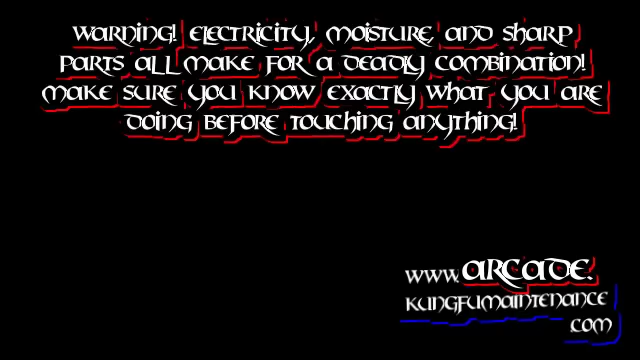 WARNING! ELECTRICITY, MOISTURE AND SHARP
PARTS ALL MAKE FOR A DEADLY COMBINATION!
MAKE SURE YOU KNOW EXACTLY WHAT YOU ARE
DOING BEFORE TOUCHING ANYTHING!
WWW.ARCADE.
KUNGFUMAINTENANCE
.COM